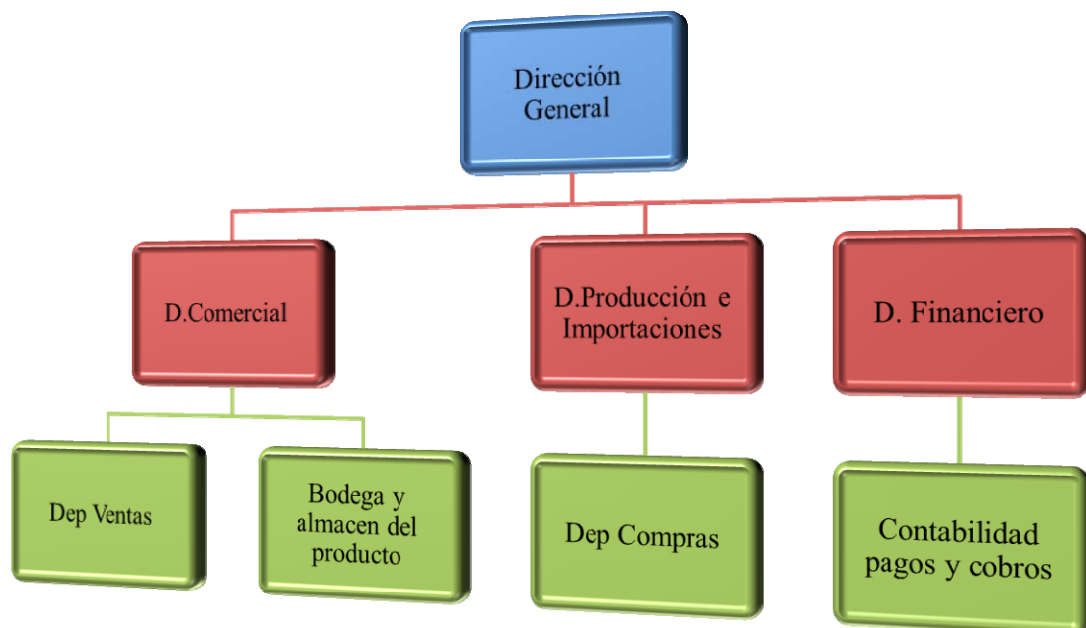 Dirección
General
D.Comercial
D.Producción e
Importaciones
D. Financiero
Dep Ventas
Bodega y
almacen del
producto
Dep Compras
Contabilidad
pagos y cobros